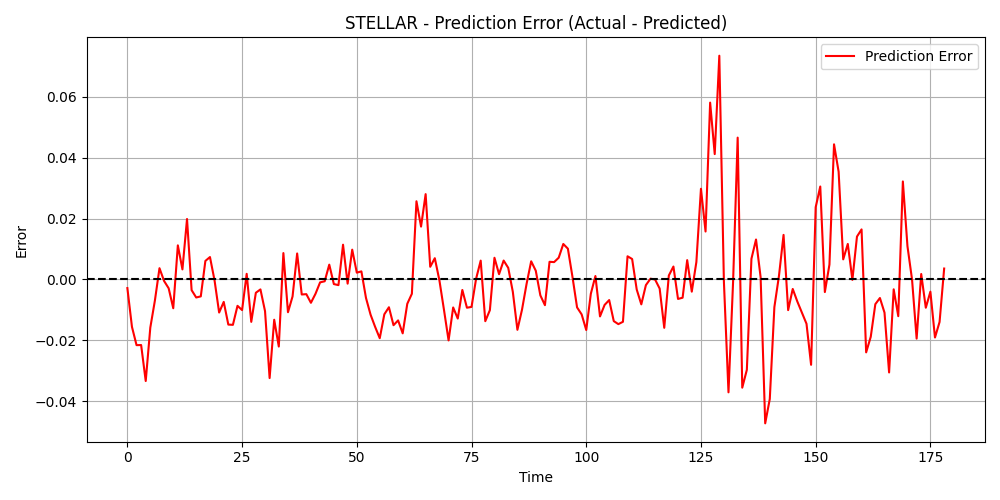 STELLAR - Prediction Error (Actual - Predicted)
Prediction Error
Error
0.06
0.04
0.02
0.00
−0.02
−0.04
0 25 50 75 100 125 150 175
Time